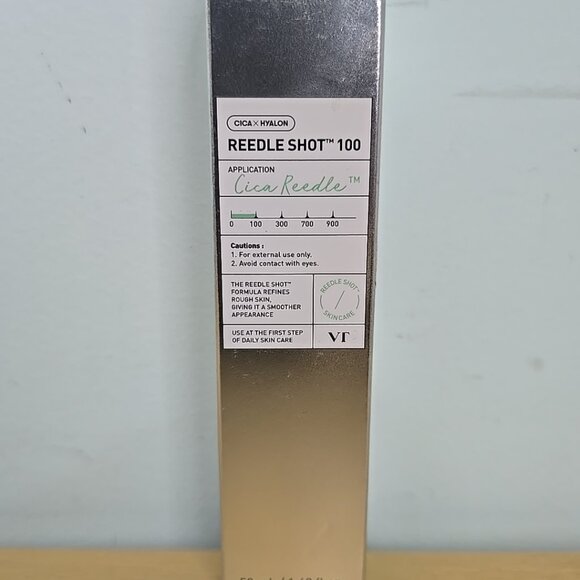 CICA × HYALON
REEDLE SHOT™ 100
APPLICATION
Cica Reedle™
0 100 300 700 900
Cautions :
1. For external use only.
2. Avoid contact with eyes.
THE REEDLE SHOT™
FORMULA REFINES
ROUGH SKIN,
GIVING IT A SMOOTHER
APPEARANCE
REEDLE SHOT™
SKINCARE
USE AT THE FIRST STEP
OF DAILY SKIN CARE
VT